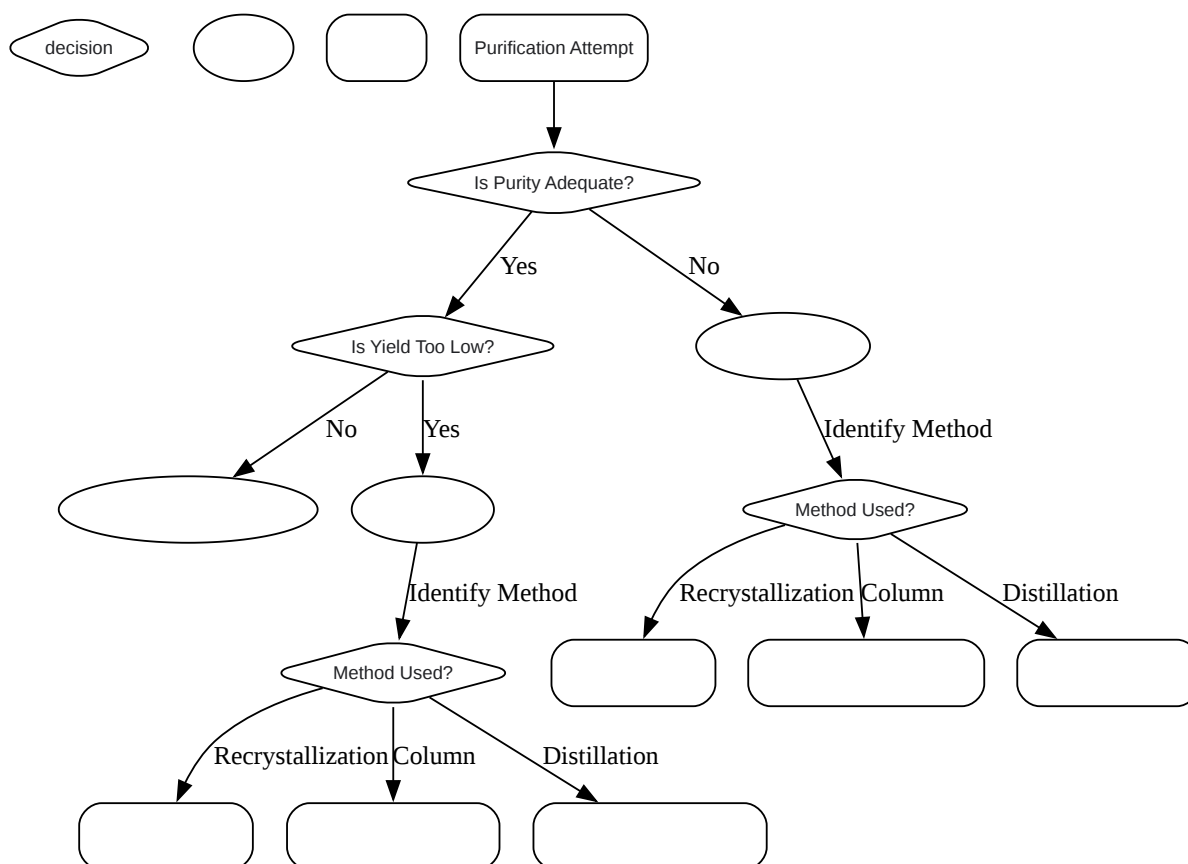 decision
Purification Attempt
Is Purity Adequate?
Yes
No
Is Yield Too Low?
No
Yes
Identify Method
Method Used?
Identify Method
Recrystallization
Column
Distillation
Method Used?
Recrystallization
Column
Distillation